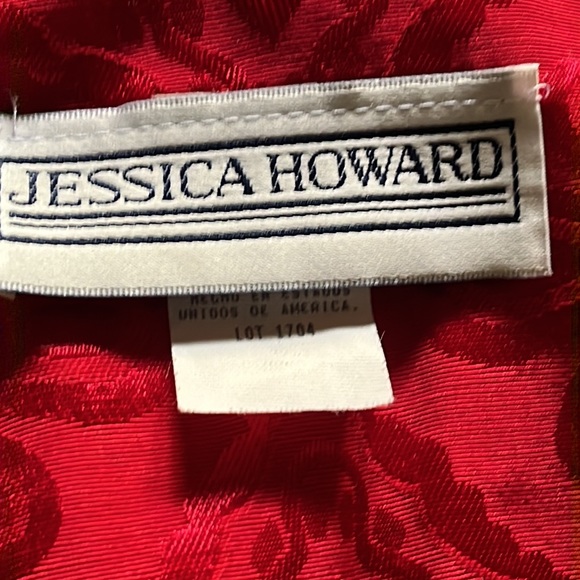 JESSICA HOWARD
HECHO EN ESTADOS
UNIDOS DE AMERICA.
LOT 1704